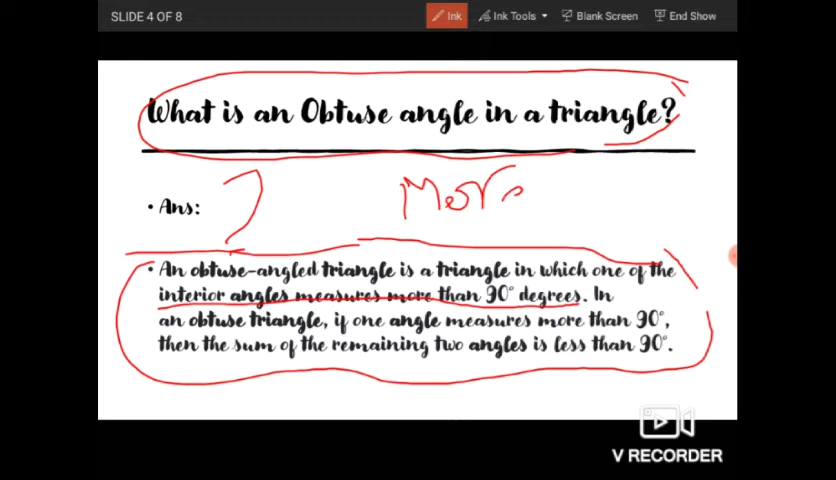 SLIDE 4 OF 8
Ink
Ink Tools
Blank Screen
End Show
What is an Obtuse angle in a triangle?
• Ans:
More
• An obtuse-angled triangle is a triangle in which one of the
interior angles measures more than 90° degrees. In
an obtuse triangle, if one angle measures more than 90°,
then the sum of the remaining two angles is less than 90°.
V RECORDER